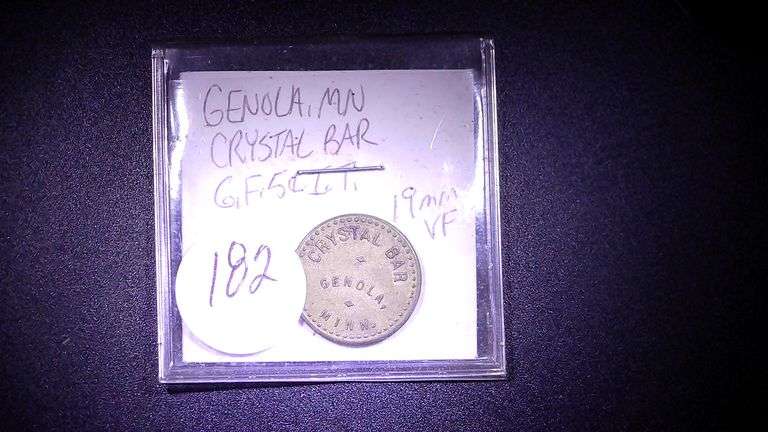 GENOLA, MN
CRYSTAL BAR
G.F. 5¢ I.T.
19mm
VF
182
CRYSTAL BAR
GENOLA,
MINN.